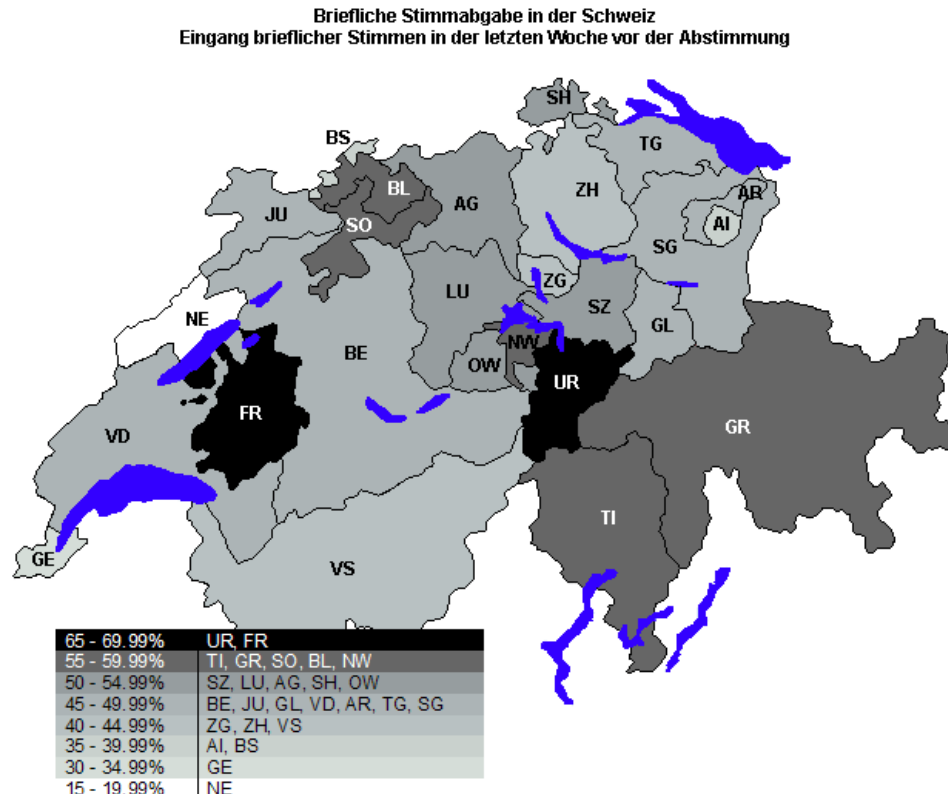 Briefliche Stimmabgabe in der Schweiz
Eingang brieflicher Stimmen in der letzten Woche vor der Abstimmung
SH
BS
TG
BL
ZH
AR
JU
AG
AI
SO
SG
ZG
LU
SZ
NE
GL
NW
BE
OW
UR
FR
GR
VD
TI
GE
VS
65 - 69.99% UR, FR
55 - 59.99% TI, GR, SO, BL, NW
50 - 54.99% SZ, LU, AG, SH, OW
45 - 49.99% BE, JU, GL, VD, AR, TG, SG
40 - 44.99% ZG, ZH, VS
35 - 39.99% AI, BS
30 - 34.99% GE
15 - 19.99% NE